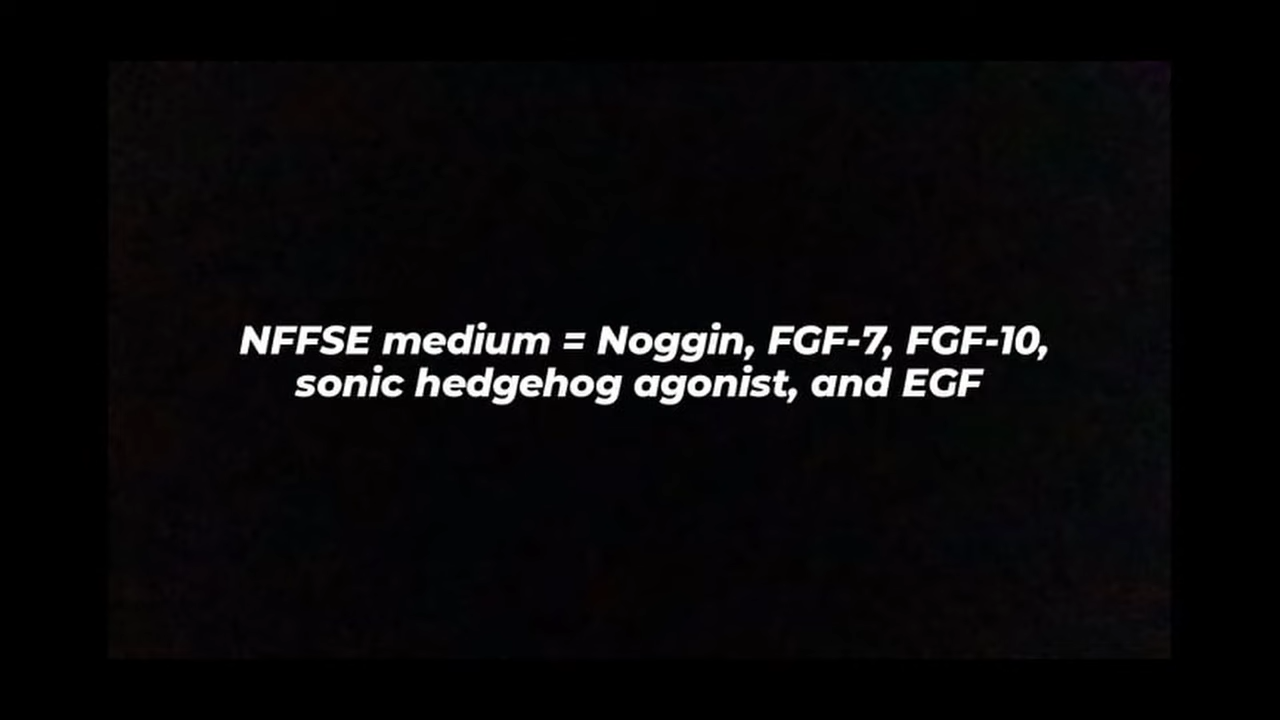 NFFSE medium = Noggin, FGF-7, FGF-10,
sonic hedgehog agonist, and EGF